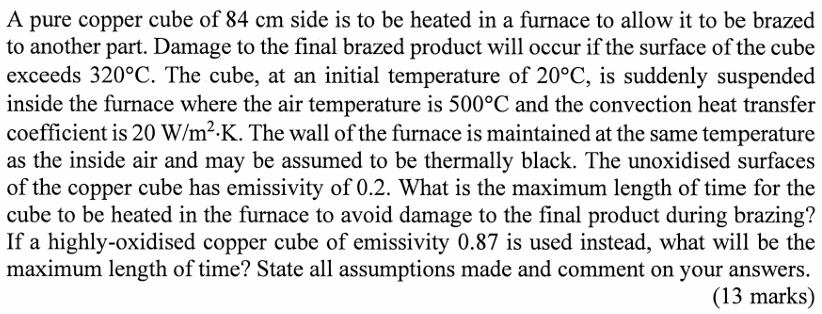 A pure copper cube of 84 cm side is to be heated in a furnace to allow it to be brazed
to another part. Damage to the final brazed product will occur if the surface of the cube
exceeds 320°C. The cube, at an initial temperature of 20°C, is suddenly suspended
inside the furnace where the air temperature is 500°C and the convection heat transfer
coefficient is 20 W/m²·K. The wall of the furnace is maintained at the same temperature
as the inside air and may be assumed to be thermally black. The unoxidised surfaces
of the copper cube has emissivity of 0.2. What is the maximum length of time for the
cube to be heated in the furnace to avoid damage to the final product during brazing?
If a highly-oxidised copper cube of emissivity 0.87 is used instead, what will be the
maximum length of time? State all assumptions made and comment on your answers.
(13 marks)